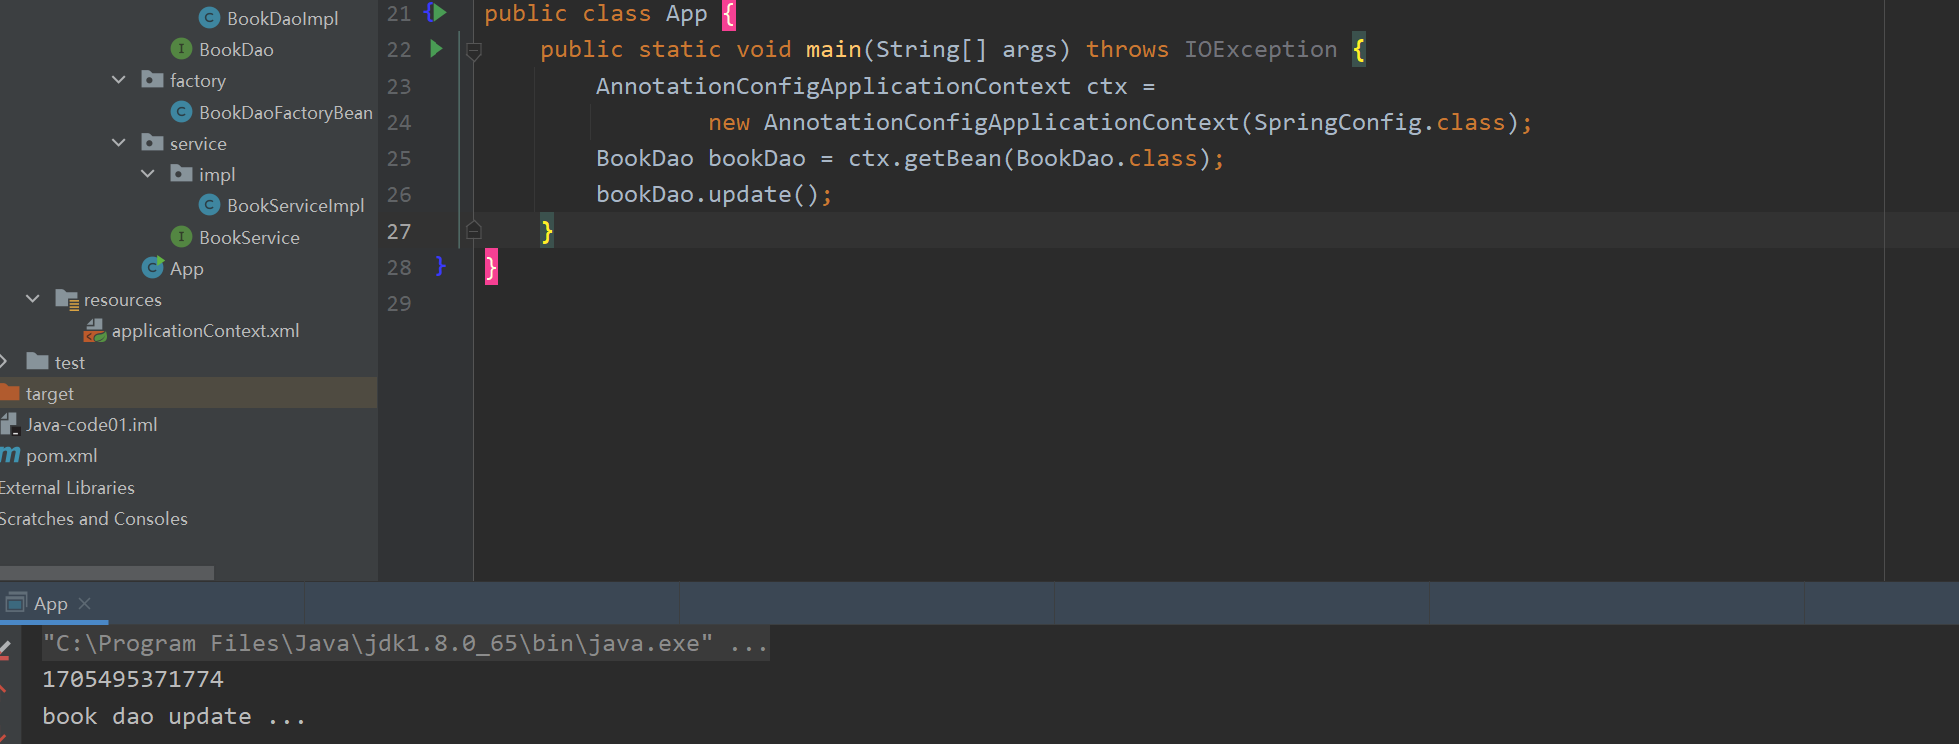 BookDaoImpl
BookDao
factory
BookDaoFactoryBean
service
impl
BookServiceImpl
BookService
App
resources
applicationContext.xml
test
target
Java-code01.iml
pom.xml
External Libraries
Scratches and Consoles
21 public class App {
22 public static void main(String[] args) throws IOException {
23 AnnotationConfigApplicationContext ctx =
24 new AnnotationConfigApplicationContext(SpringConfig.class);
25 BookDao bookDao = ctx.getBean(BookDao.class);
26 bookDao.update();
27 }
28 }
29
App
"C:\Program Files\Java\jdk1.8.0_65\bin\java.exe" ...
1705495371774
book dao update ...